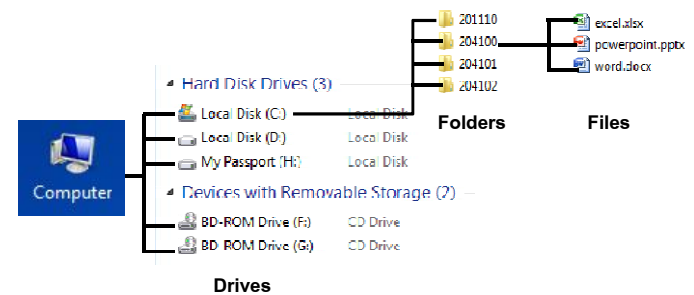 201110
excel.xlsx
204100
powerpoint.pptx
204101
word.docx
204102
Hard Disk Drives (3)
Local Disk (C:) Local Disk
Folders Files
Local Disk (D:) Local Disk
My Passport (H:) Local Disk
Computer
Devices with Removable Storage (2)
BD-ROM Drive (F:) CD Drive
BD-ROM Drive (G:) CD Drive
Drives